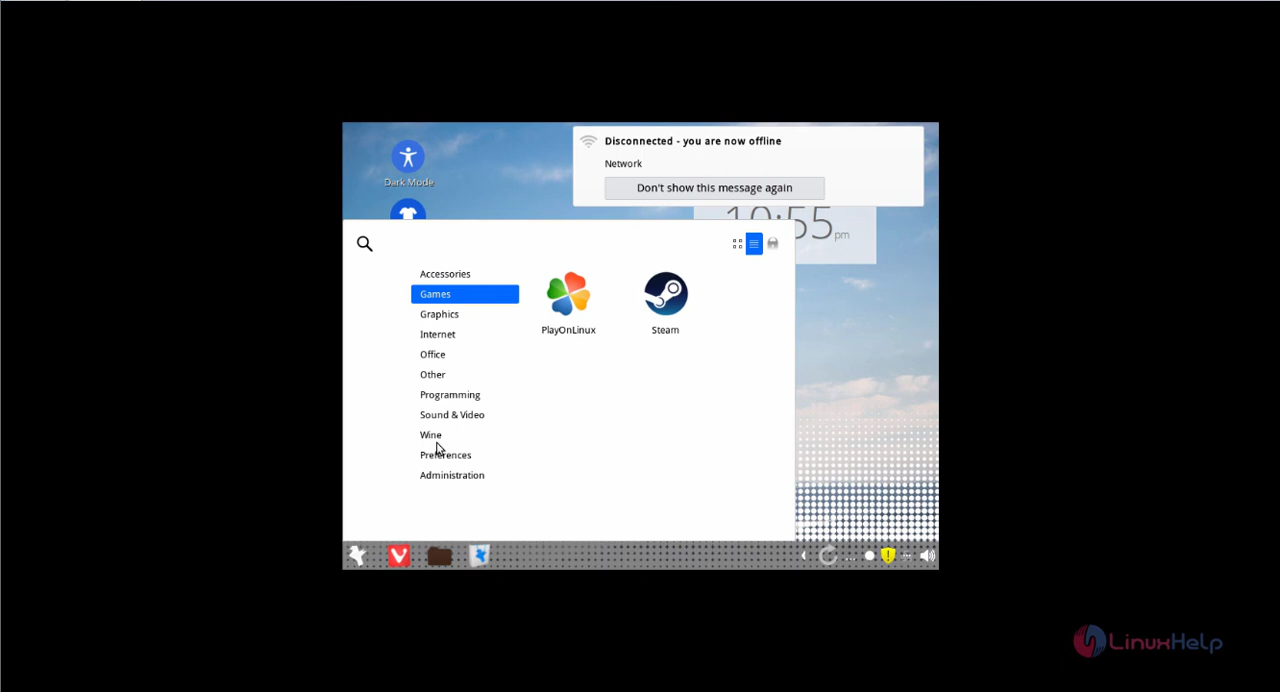 Disconnected - you are now offline
Network
Don't show this message again
Dark Mode
10:55 pm
Accessories
Games
Graphics
Internet
Office
Other
Programming
Sound & Video
Wine
Preferences
Administration
PlayOnLinux
Steam
LinuxHelp